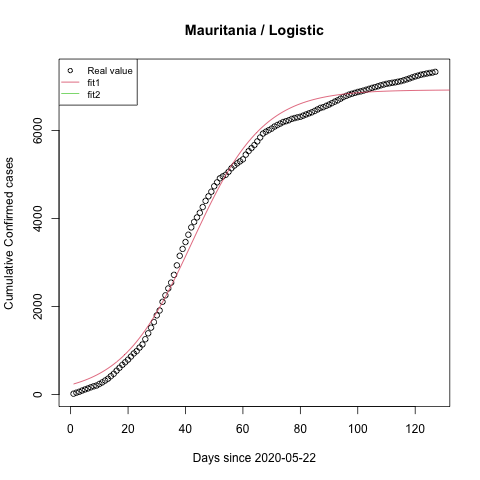 Mauritania / Logistic
Real value
fit1
fit2
Cumulative Confirmed cases
0
2000
4000
6000
0 20 40 60 80 100 120
Days since 2020-05-22